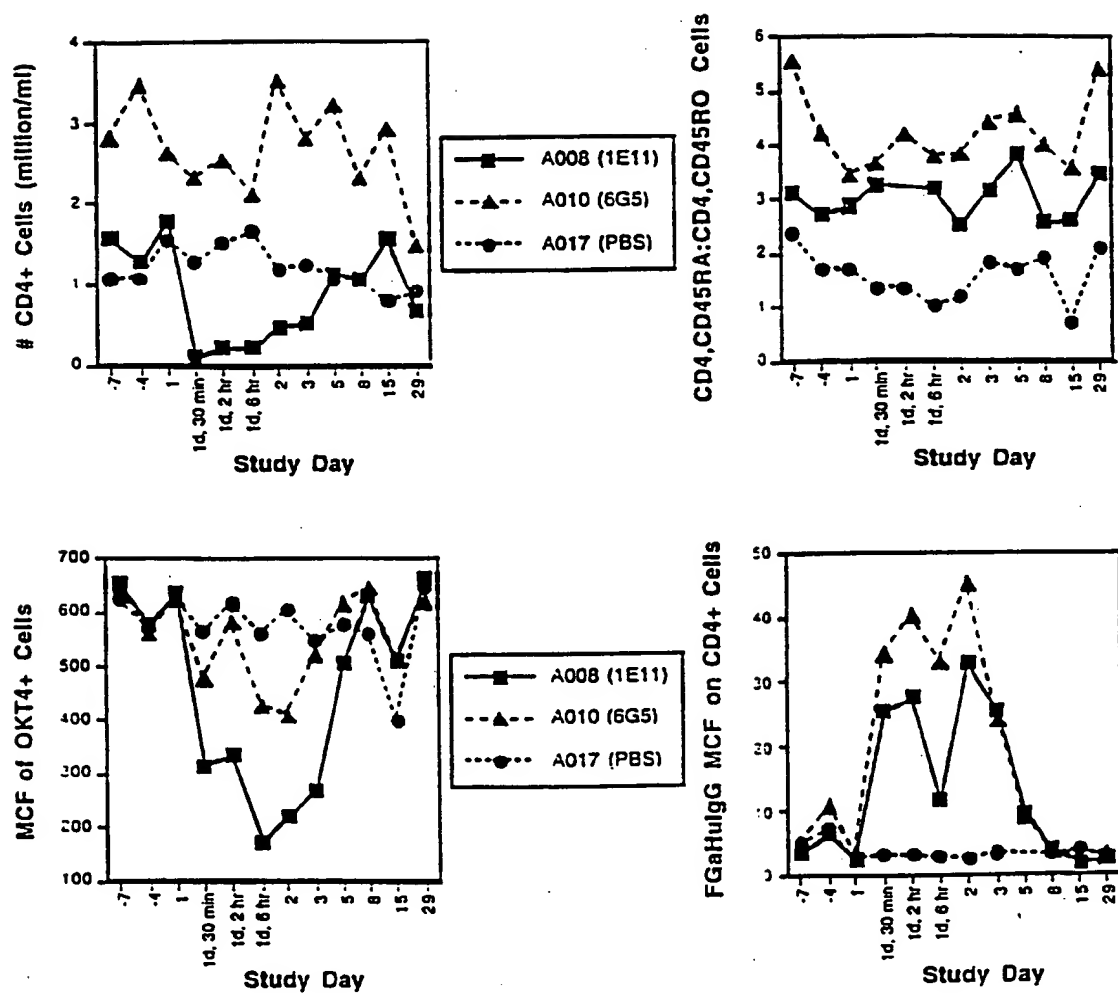 # CD4+ Cells (million/ml)
4
3
2
1
0
-7
-4
1
1d, 30 min
1d, 2 hr
1d, 6 hr
2
3
5
8
15
29
Study Day
A008 (1E11)
A010 (6G5)
A017 (PBS)
CD4,CD45RA:CD4,CD45RO Cells
6
5
4
3
2
1
0
-7
-4
1
1d, 30 min
1d, 2 hr
1d, 6 hr
2
3
5
8
15
29
Study Day
MCF of OKT4+ Cells
700
600
500
400
300
200
100
-7
-4
1
1d, 30 min
1d, 2 hr
1d, 6 hr
2
3
5
8
15
29
Study Day
A008 (1E11)
A010 (6G5)
A017 (PBS)
FGaHuIgG MCF on CD4+ Cells
50
40
30
20
10
0
-7
-4
1
1d, 30 min
1d, 2 hr
1d, 6 hr
2
3
5
8
15
29
Study Day